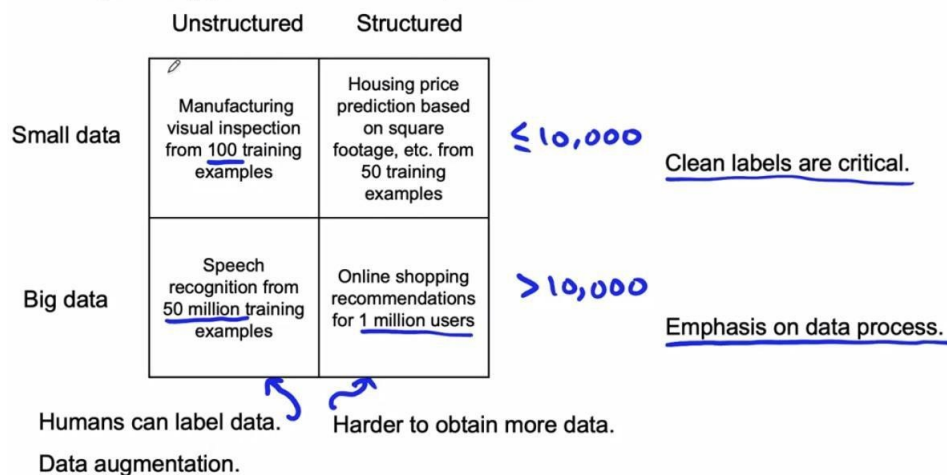 Unstructured Structured
Small data
Manufacturing
visual inspection
from 100 training
examples
Housing price
prediction based
on square
footage, etc. from
50 training
examples
≤10,000
Clean labels are critical.
Big data
Speech
recognition from
50 million training
examples
Online shopping
recommendations
for 1 million users
>10,000
Emphasis on data process.
Humans can label data.
Harder to obtain more data.
Data augmentation.